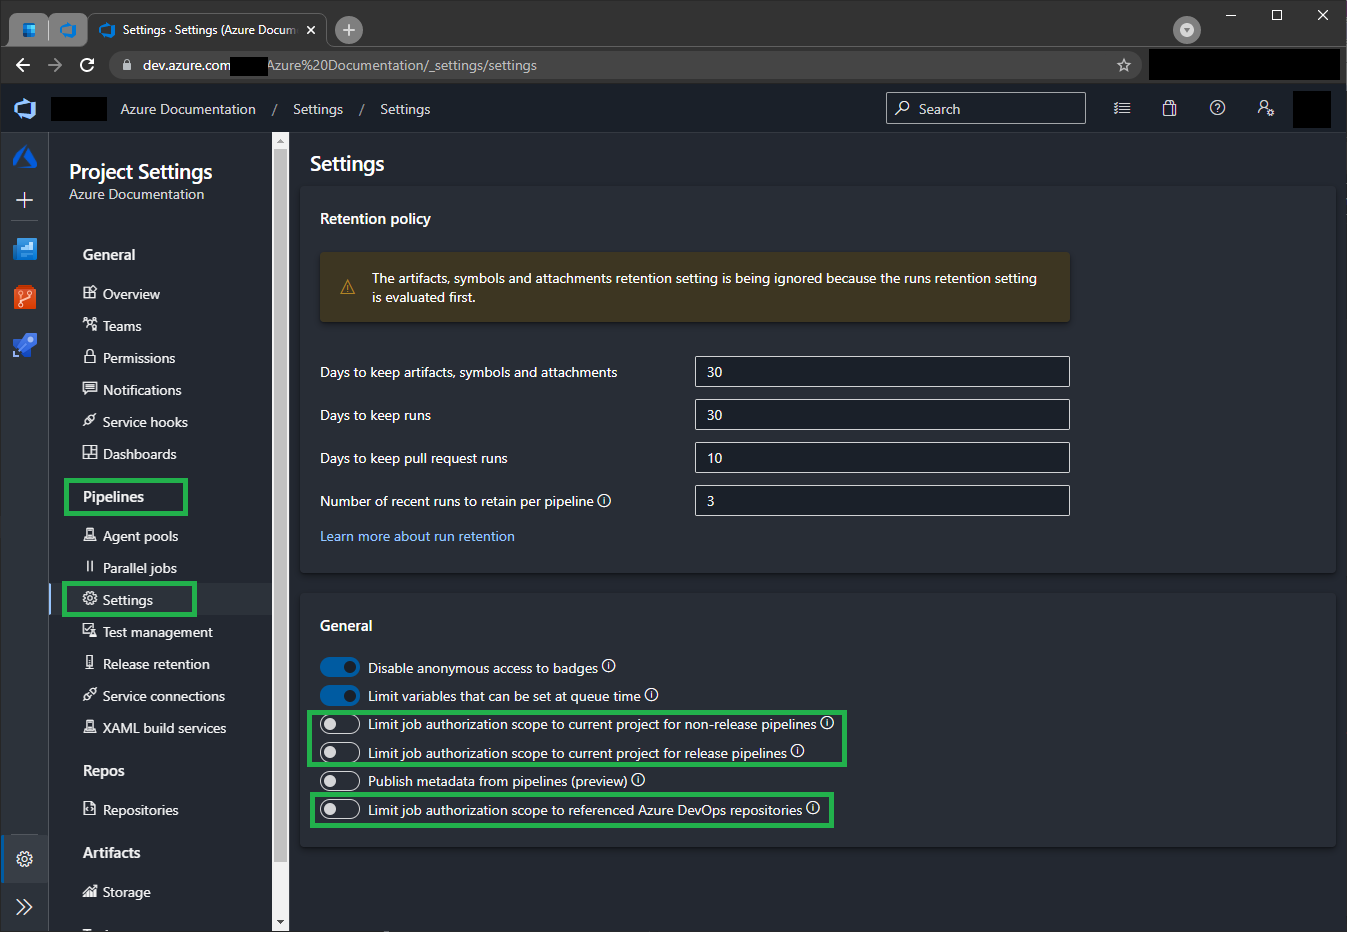 Settings · Settings (Azure Docum
dev.azure.com
Azure%20Documentation/_settings/settings
Azure Documentation / Settings / Settings
Search
Project Settings
Azure Documentation
General
Overview
Teams
Permissions
Notifications
Service hooks
Dashboards
Pipelines
Agent pools
Parallel jobs
Settings
Test management
Release retention
Service connections
XAML build services
Repos
Repositories
Artifacts
Storage
Settings
Retention policy
The artifacts, symbols and attachments retention setting is being ignored because the runs retention setting
is evaluated first.
Days to keep artifacts, symbols and attachments 30
Days to keep runs 30
Days to keep pull request runs 10
Number of recent runs to retain per pipeline 3
Learn more about run retention
General
Disable anonymous access to badges
Limit variables that can be set at queue time
Limit job authorization scope to current project for non-release pipelines
Limit job authorization scope to current project for release pipelines
Publish metadata from pipelines (preview)
Limit job authorization scope to referenced Azure DevOps repositories